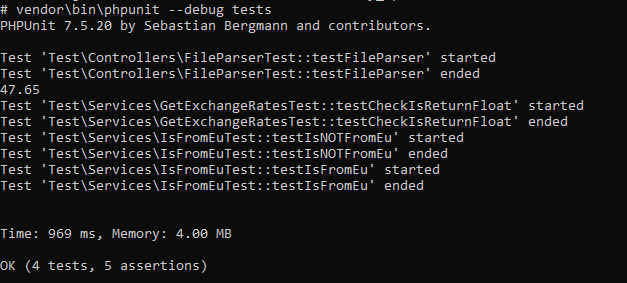 # vendor\bin\phpunit --debug tests
PHPUnit 7.5.20 by Sebastian Bergmann and contributors.
Test 'Test\Controllers\FileParserTest::testFileParser' started
Test 'Test\Controllers\FileParserTest::testFileParser' ended
47.65
Test 'Test\Services\GetExchangeRatesTest::testCheckIsReturnFloat' started
Test 'Test\Services\GetExchangeRatesTest::testCheckIsReturnFloat' ended
Test 'Test\Services\IsFromEuTest::testIsNOTFromEu' started
Test 'Test\Services\IsFromEuTest::testIsNOTFromEu' ended
Test 'Test\Services\IsFromEuTest::testIsFromEu' started
Test 'Test\Services\IsFromEuTest::testIsFromEu' ended
Time: 969 ms, Memory: 4.00 MB
OK (4 tests, 5 assertions)